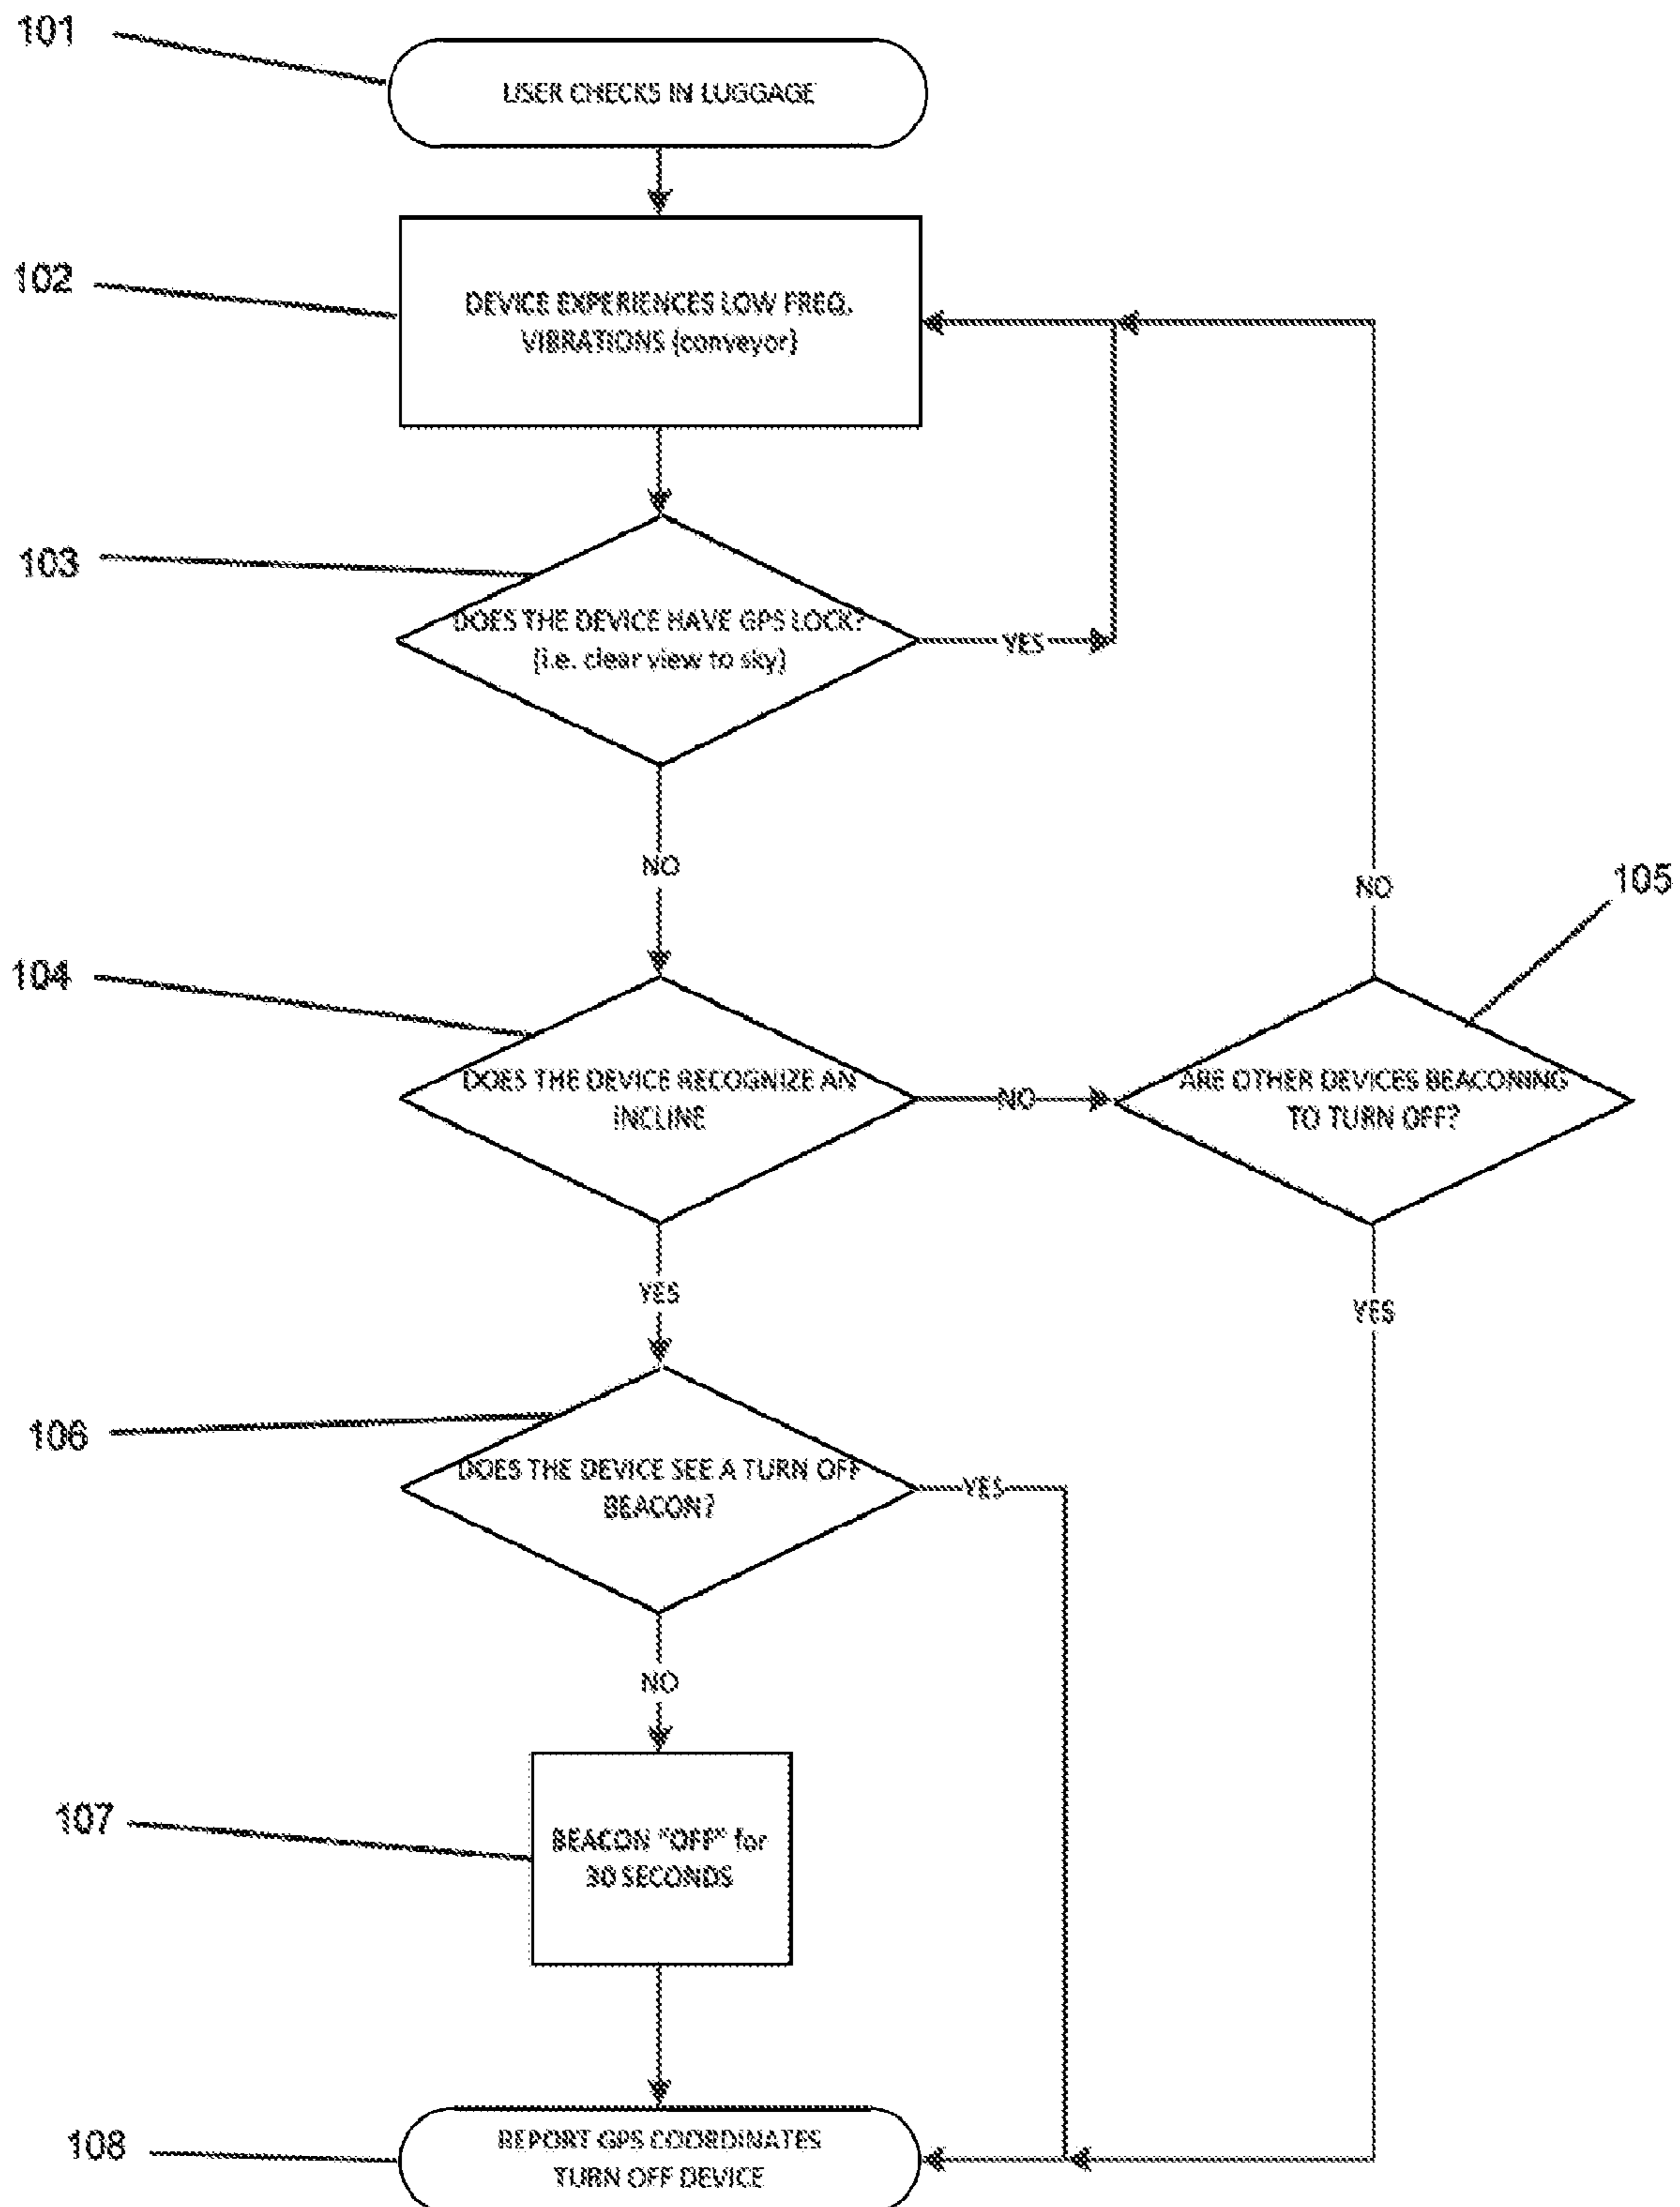 101
USER CHECKS IN LUGGAGE
102
DEVICE EXPERIENCES LOW FREQ.
VIBRATIONS (conveyor)
103
DOES THE DEVICE HAVE GPS LOCK?
(i.e. clear view to sky)
YES
NO
NO
105
104
DOES THE DEVICE RECOGNIZE AN
INCLINE
NO
ARE OTHER DEVICES BEACONING
TO TURN OFF?
YES
YES
106
DOES THE DEVICE SEE A TURN OFF
BEACON?
YES
NO
107
BEACON "OFF" for
30 SECONDS
108
REPORT GPS COORDINATES
TURN OFF DEVICE